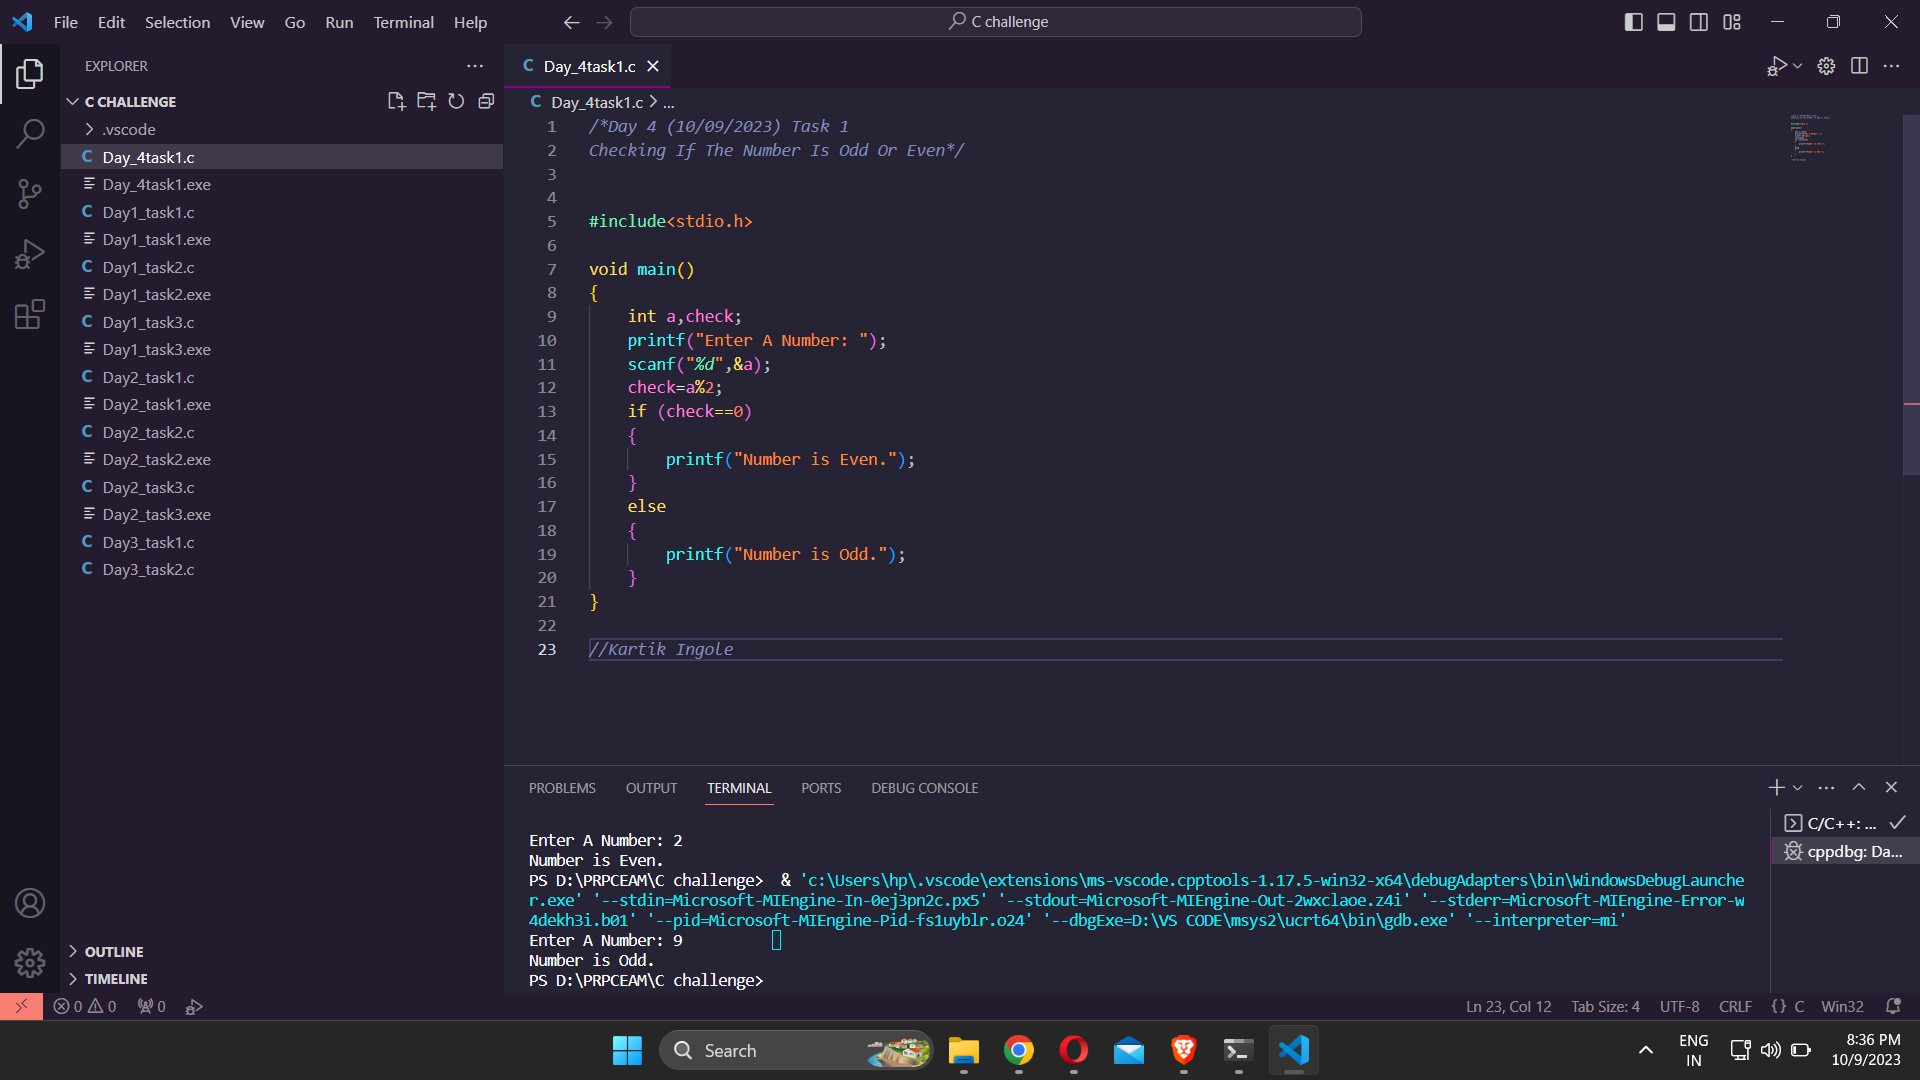 File Edit Selection View Go Run Terminal Help
C challenge
EXPLORER
C CHALLENGE
.vscode
C Day_4task1.c
Day_4task1.exe
C Day1_task1.c
Day1_task1.exe
C Day1_task2.c
Day1_task2.exe
C Day1_task3.c
Day1_task3.exe
C Day2_task1.c
Day2_task1.exe
C Day2_task2.c
Day2_task2.exe
C Day2_task3.c
Day2_task3.exe
C Day3_task1.c
C Day3_task2.c
OUTLINE
TIMELINE
C Day_4task1.c
C Day_4task1.c > ...
1 /*Day 4 (10/09/2023) Task 1
2 Checking If The Number Is Odd Or Even*/
3
4
5 #include<stdio.h>
6
7 void main()
8 {
9 int a,check;
10 printf("Enter A Number: ");
11 scanf("%d",&a);
12 check=a%2;
13 if (check==0)
14 {
15 printf("Number is Even.");
16 }
17 else
18 {
19 printf("Number is Odd.");
20 }
21 }
22
23 //Kartik Ingole
PROBLEMS OUTPUT TERMINAL PORTS DEBUG CONSOLE
Enter A Number: 2
Number is Even.
PS D:\PRPCEAM\C challenge>  & 'c:\Users\hp\.vscode\extensions\ms-vscode.cpptools-1.17.5-win32-x64\debugAdapters\bin\WindowsDebugLaunche
r.exe' '--stdin=Microsoft-MIEngine-In-0ej3pn2c.px5' '--stdout=Microsoft-MIEngine-Out-2wxclaoe.z4i' '--stderr=Microsoft-MIEngine-Error-w
4dekh3i.b01' '--pid=Microsoft-MIEngine-Pid-fs1uyblr.o24' '--dbgExe=D:\VS CODE\msys2\ucrt64\bin\gdb.exe' '--interpreter=mi'
Enter A Number: 9
Number is Odd.
PS D:\PRPCEAM\C challenge>
C/C++: ...
cppdbg: Da...
0 0 0
Ln 23, Col 12 Tab Size: 4 UTF-8 CRLF {} C Win32
Search
ENG
IN
8:36 PM
10/9/2023